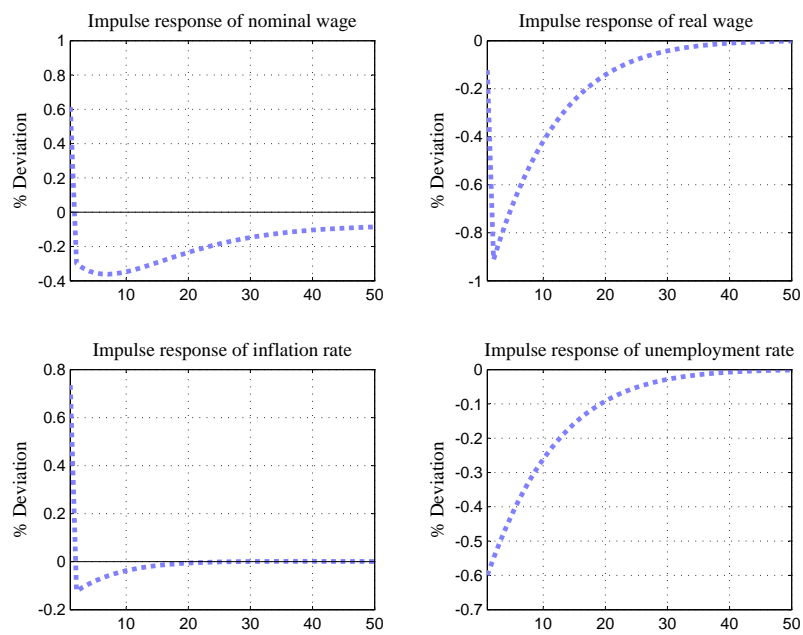 Impulse response of nominal wage
% Deviation
1
0.8
0.6
0.4
0.2
0
-0.2
-0.4
10 20 30 40 50
Impulse response of real wage
% Deviation
0
-0.2
-0.4
-0.6
-0.8
-1
10 20 30 40 50
Impulse response of inflation rate
% Deviation
0.8
0.6
0.4
0.2
0
-0.2
10 20 30 40 50
Impulse response of unemployment rate
% Deviation
0
-0.1
-0.2
-0.3
-0.4
-0.5
-0.6
-0.7
10 20 30 40 50